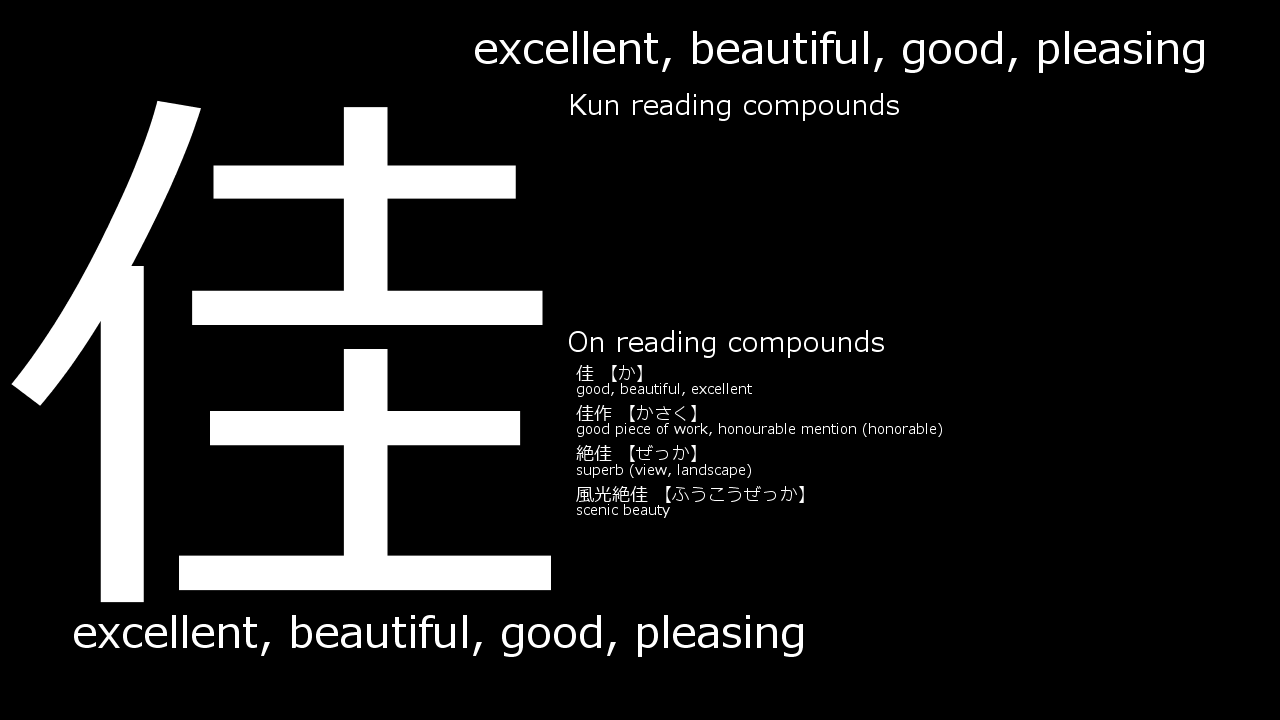 excellent, beautiful, good, pleasing
佳
Kun reading compounds
On reading compounds
佳 【か】
good, beautiful, excellent
佳作 【かさく】
good piece of work, honourable mention (honorable)
絶佳 【ぜっか】
superb (view, landscape)
風光絶佳 【ふうこうぜっか】
scenic beauty
excellent, beautiful, good, pleasing